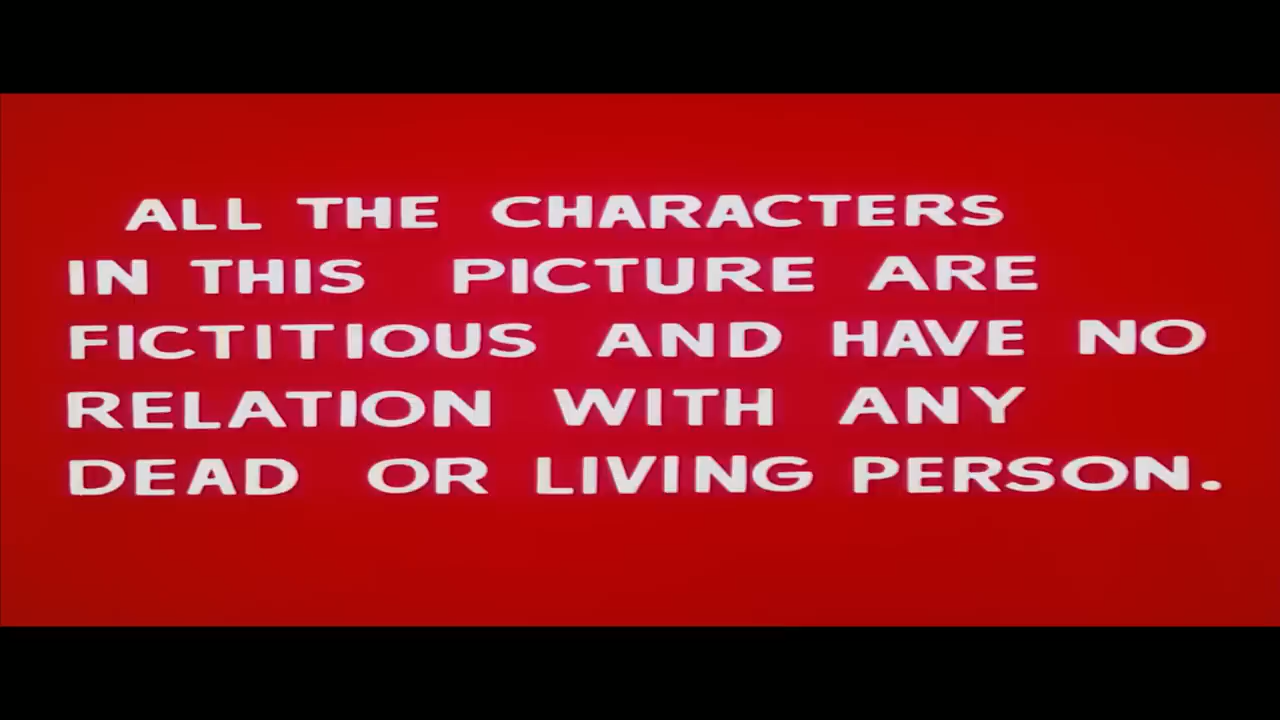 ALL THE CHARACTERS
IN THIS PICTURE ARE
FICTITIOUS AND HAVE NO
RELATION WITH ANY
DEAD OR LIVING PERSON.